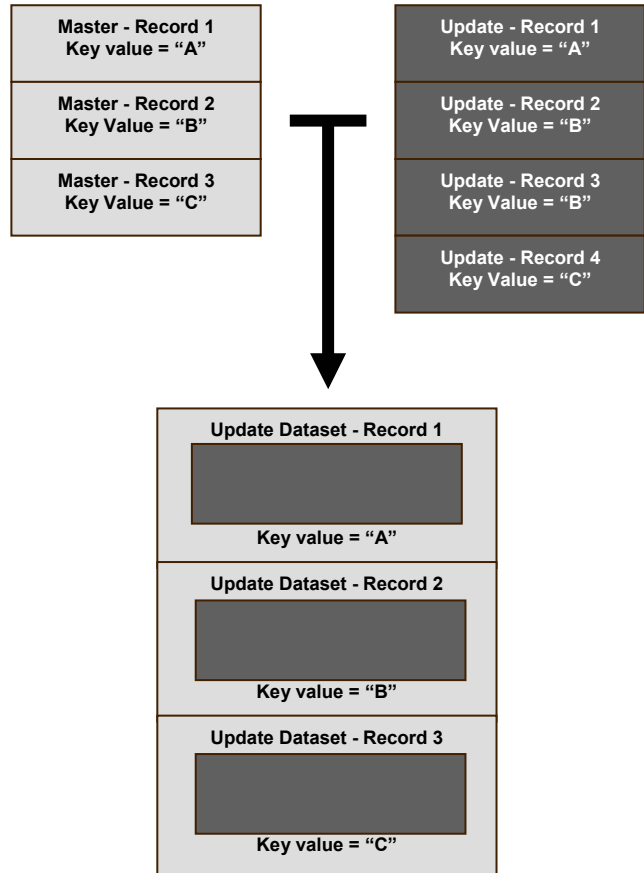 Master - Record 1
Key value = “A”
Master - Record 2
Key Value = “B”
Master - Record 3
Key Value = “C”
Update - Record 1
Key value = “A”
Update - Record 2
Key Value = “B”
Update - Record 3
Key Value = “B”
Update - Record 4
Key Value = “C”
Update Dataset - Record 1
Key value = “A”
Update Dataset - Record 2
Key value = “B”
Update Dataset - Record 3
Key value = “C”